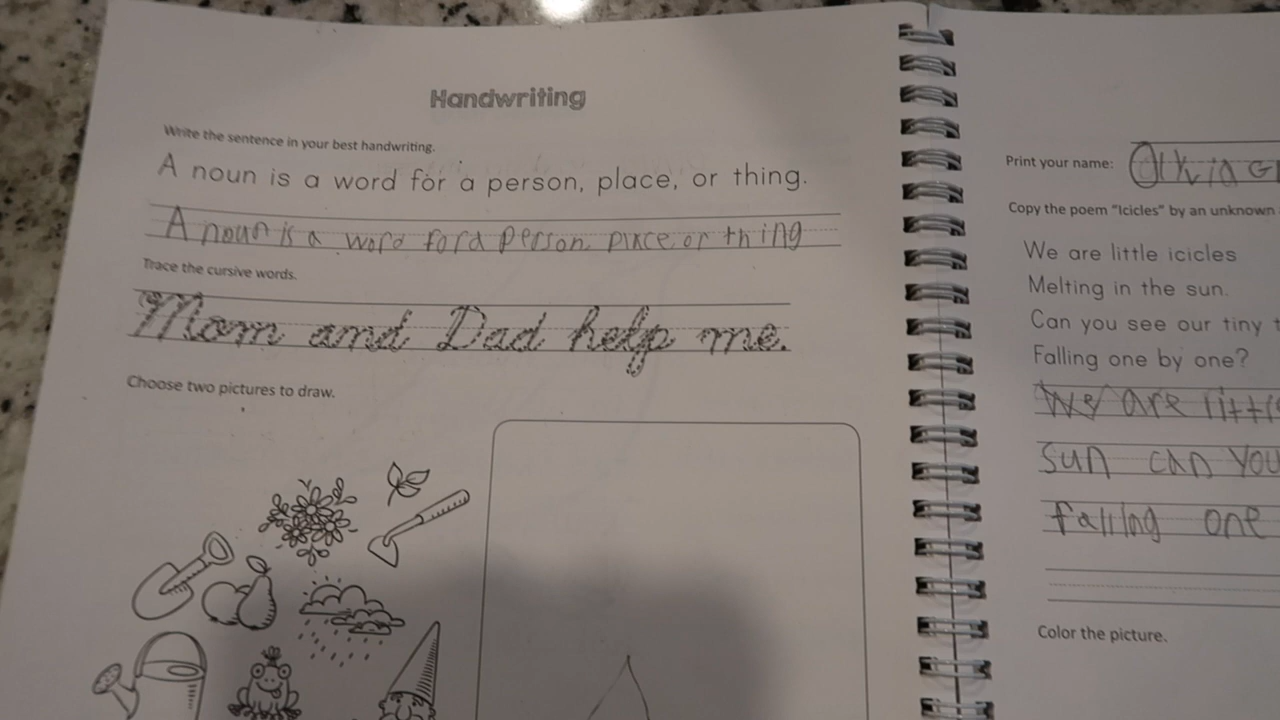 Handwriting
Write the sentence in your best handwriting.
A noun is a word for a person, place, or thing.
A noun is a word for a person. place or thing
Trace the cursive words.
Mom and Dad help me.
Choose two pictures to draw.
Print your name: Olivia
Copy the poem "Icicles" by an unknown
We are little icicles
Melting in the sun.
Can you see our tiny
Falling one by one?
We are
sun can you
falling one
Color the picture.